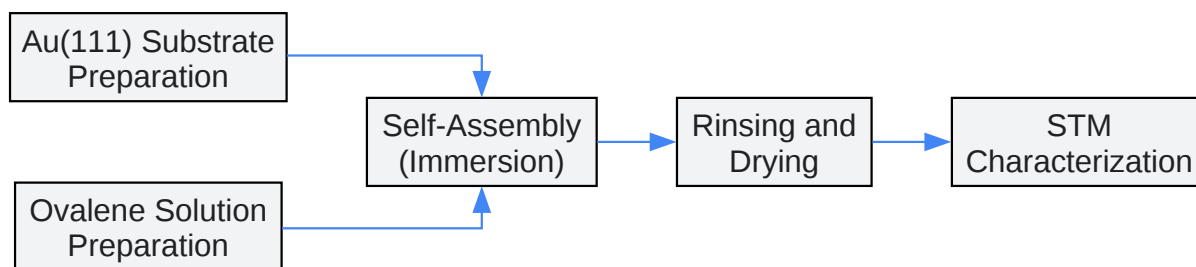 Au(111) Substrate
Preparation
Ovalene Solution
Preparation
Self-Assembly
(Immersion)
Rinsing and
Drying
STM
Characterization